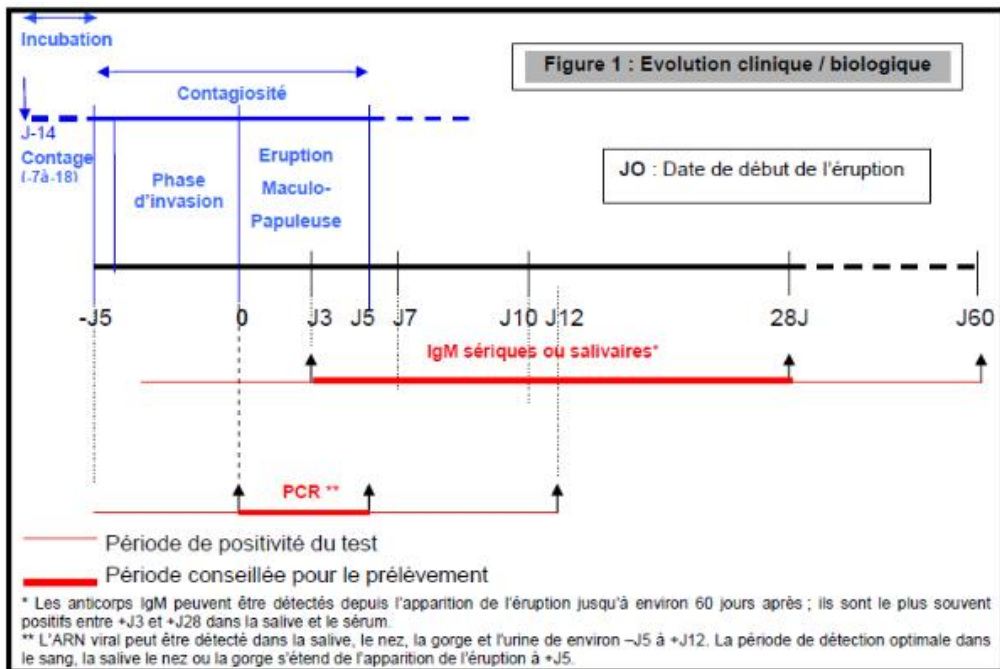 Incubation
Figure 1 : Evolution clinique / biologique
Contagiosité
J-14
Contage
(-7à-18)
Phase
d'invasion
Eruption
Maculo-
Papuleuse
JO : Date de début de l'éruption
-J5 0 J3 J5 J7 J10 J12 28J J60
IgM sériques ou salivaires*
PCR **
Période de positivité du test
Période conseillée pour le prélèvement
* Les anticorps IgM peuvent être détectés depuis l'apparition de l'éruption jusqu'à environ 60 jours après ; ils sont le plus souvent
positifs entre +J3 et +J28 dans la salive et le sérum.
** L'ARN viral peut être détecté dans la salive, le nez, la gorge et l'urine de environ –J5 à +J12. La période de détection optimale dans
le sang, la salive le nez ou la gorge s'étend de l'apparition de l'éruption à +J5.